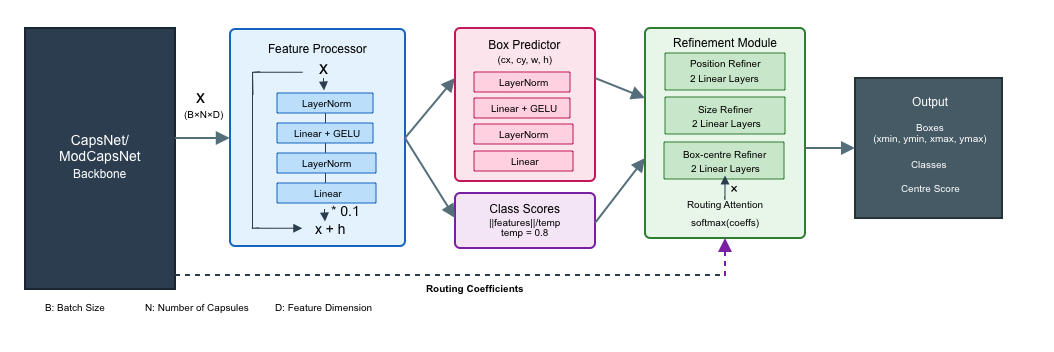 CapsNet/
ModCapsNet
Backbone
X
(B×N×D)
Feature Processor
X
LayerNorm
Linear + GELU
LayerNorm
Linear
* 0.1
x + h
Box Predictor
(cx, cy, w, h)
LayerNorm
Linear + GELU
LayerNorm
Linear
Class Scores
||features||/temp
temp = 0.8
Refinement Module
Position Refiner
2 Linear Layers
Size Refiner
2 Linear Layers
Box-centre Refiner
2 Linear Layers
×
Routing Attention
softmax(coeffs)
Output
Boxes
(xmin, ymin, xmax, ymax)
Classes
Centre Score
Routing Coefficients
B: Batch Size
N: Number of Capsules
D: Feature Dimension